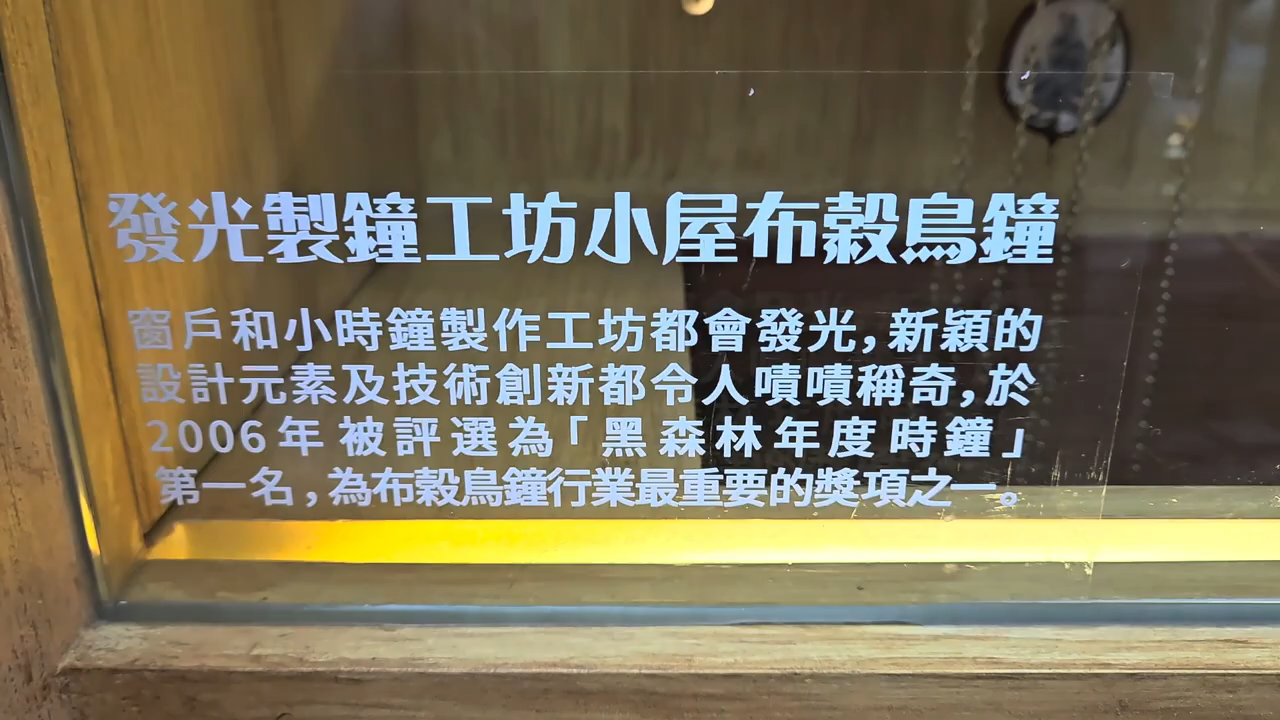 發光製鐘工坊小屋布穀鳥鐘
窗戶和小時鐘製作工坊都會發光,新穎的
設計元素及技術創新都令人嘖嘖稱奇,於
2006年被評選為「黑森林年度時鐘」
第一名,為布穀鳥鐘行業最重要的獎項之一。